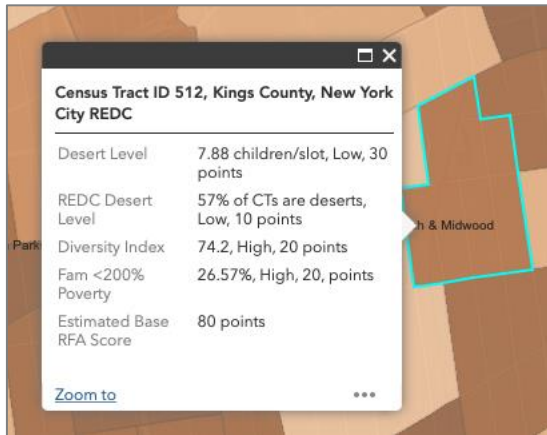 Census Tract ID 512, Kings County, New York
City REDC
Desert Level 7.88 children/slot, Low, 30
points
REDC Desert 57% of CTs are deserts,
Level Low, 10 points
Diversity Index 74.2, High, 20 points
Fam <200% 26.57%, High, 20, points
Poverty
Estimated Base 80 points
RFA Score
Zoom to
Park
h & Midwood